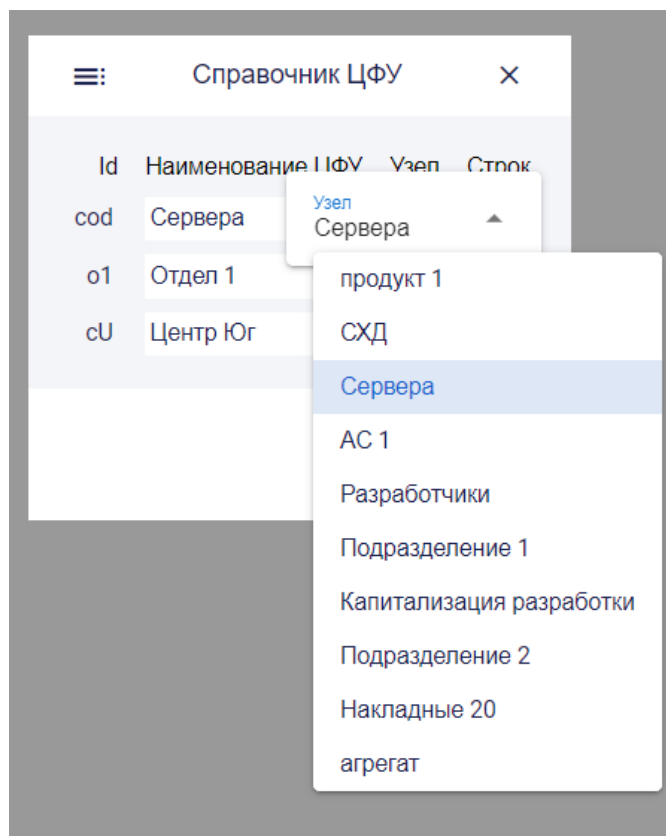 Справочник ЦФУ
Id Наименование ЦФУ Узел Строк
cod Сервера
Узел
Сервера
o1 Отдел 1
cU Центр Юг
продукт 1
СХД
Сервера
АС 1
Разработчики
Подразделение 1
Капитализация разработки
Подразделение 2
Накладные 20
агрегат